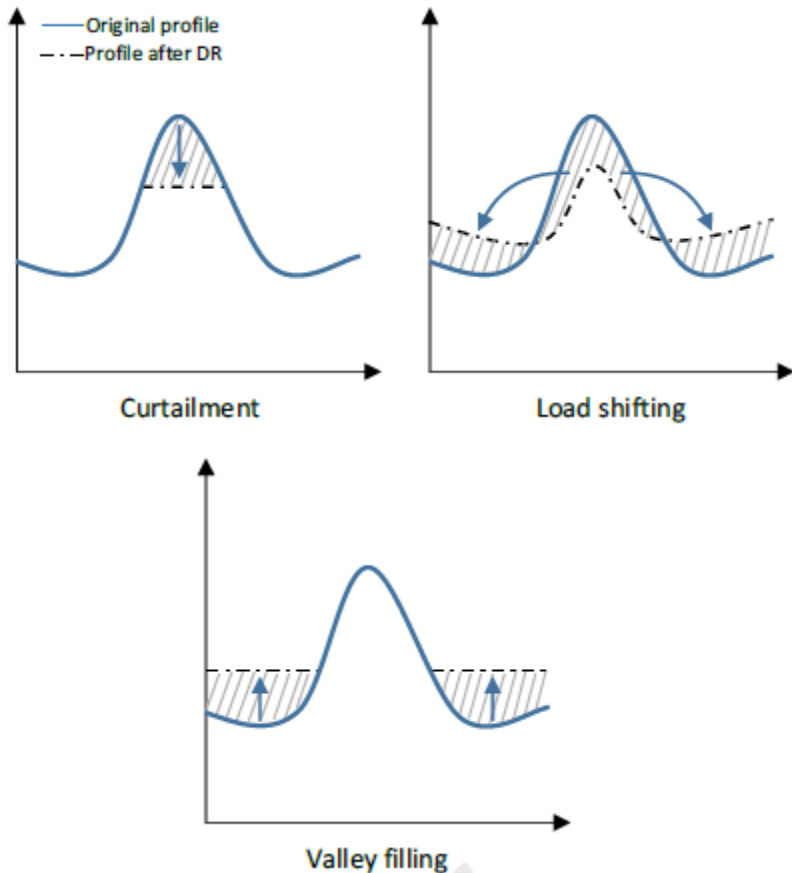 Original profile
Profile after DR
Curtailment
Load shifting
Valley filling